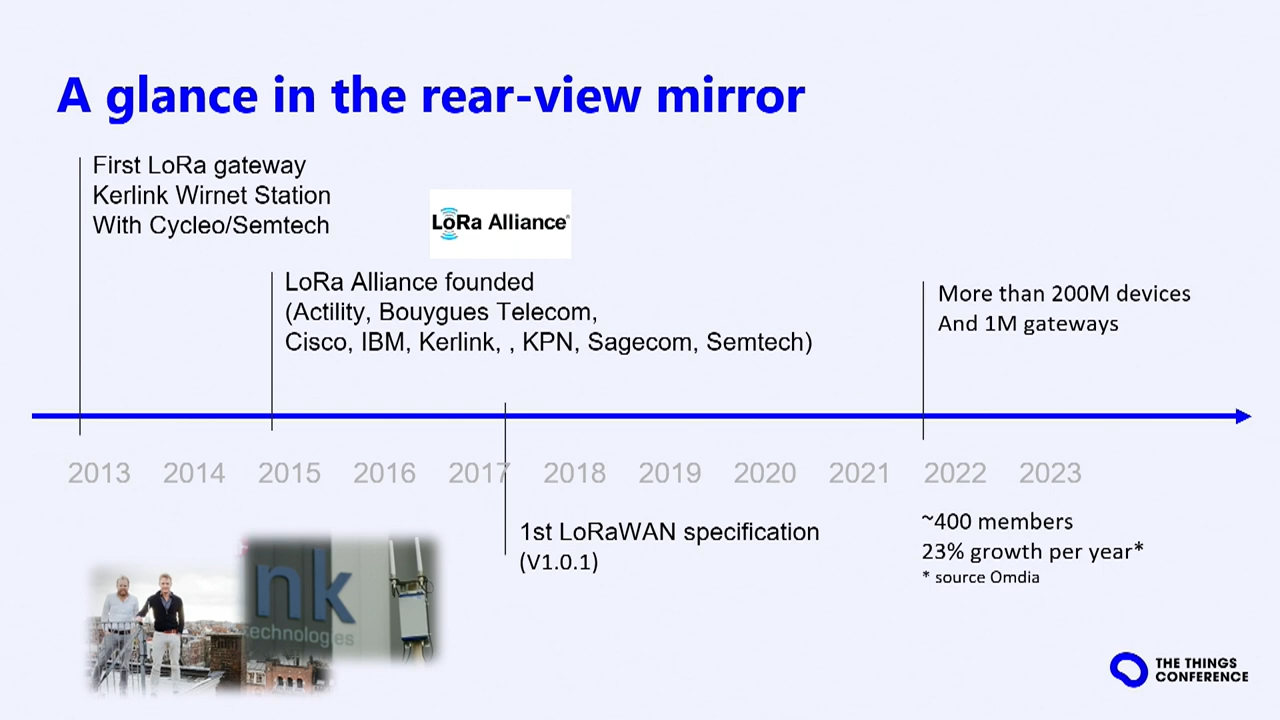 A glance in the rear-view mirror
First LoRa gateway
Kerlink Wirnet Station
With Cycleo/Semtech
LoRa Alliance®
LoRa Alliance founded
(Actility, Bouygues Telecom,
Cisco, IBM, Kerlink, , KPN, Sagecom, Semtech)
More than 200M devices
And 1M gateways
2013 2014 2015 2016 2017 2018 2019 2020 2021 2022 2023
1st LoRaWAN specification
(V1.0.1)
~400 members
23% growth per year*
* source Omdia
nk
technologies
THE THINGS
CONFERENCE